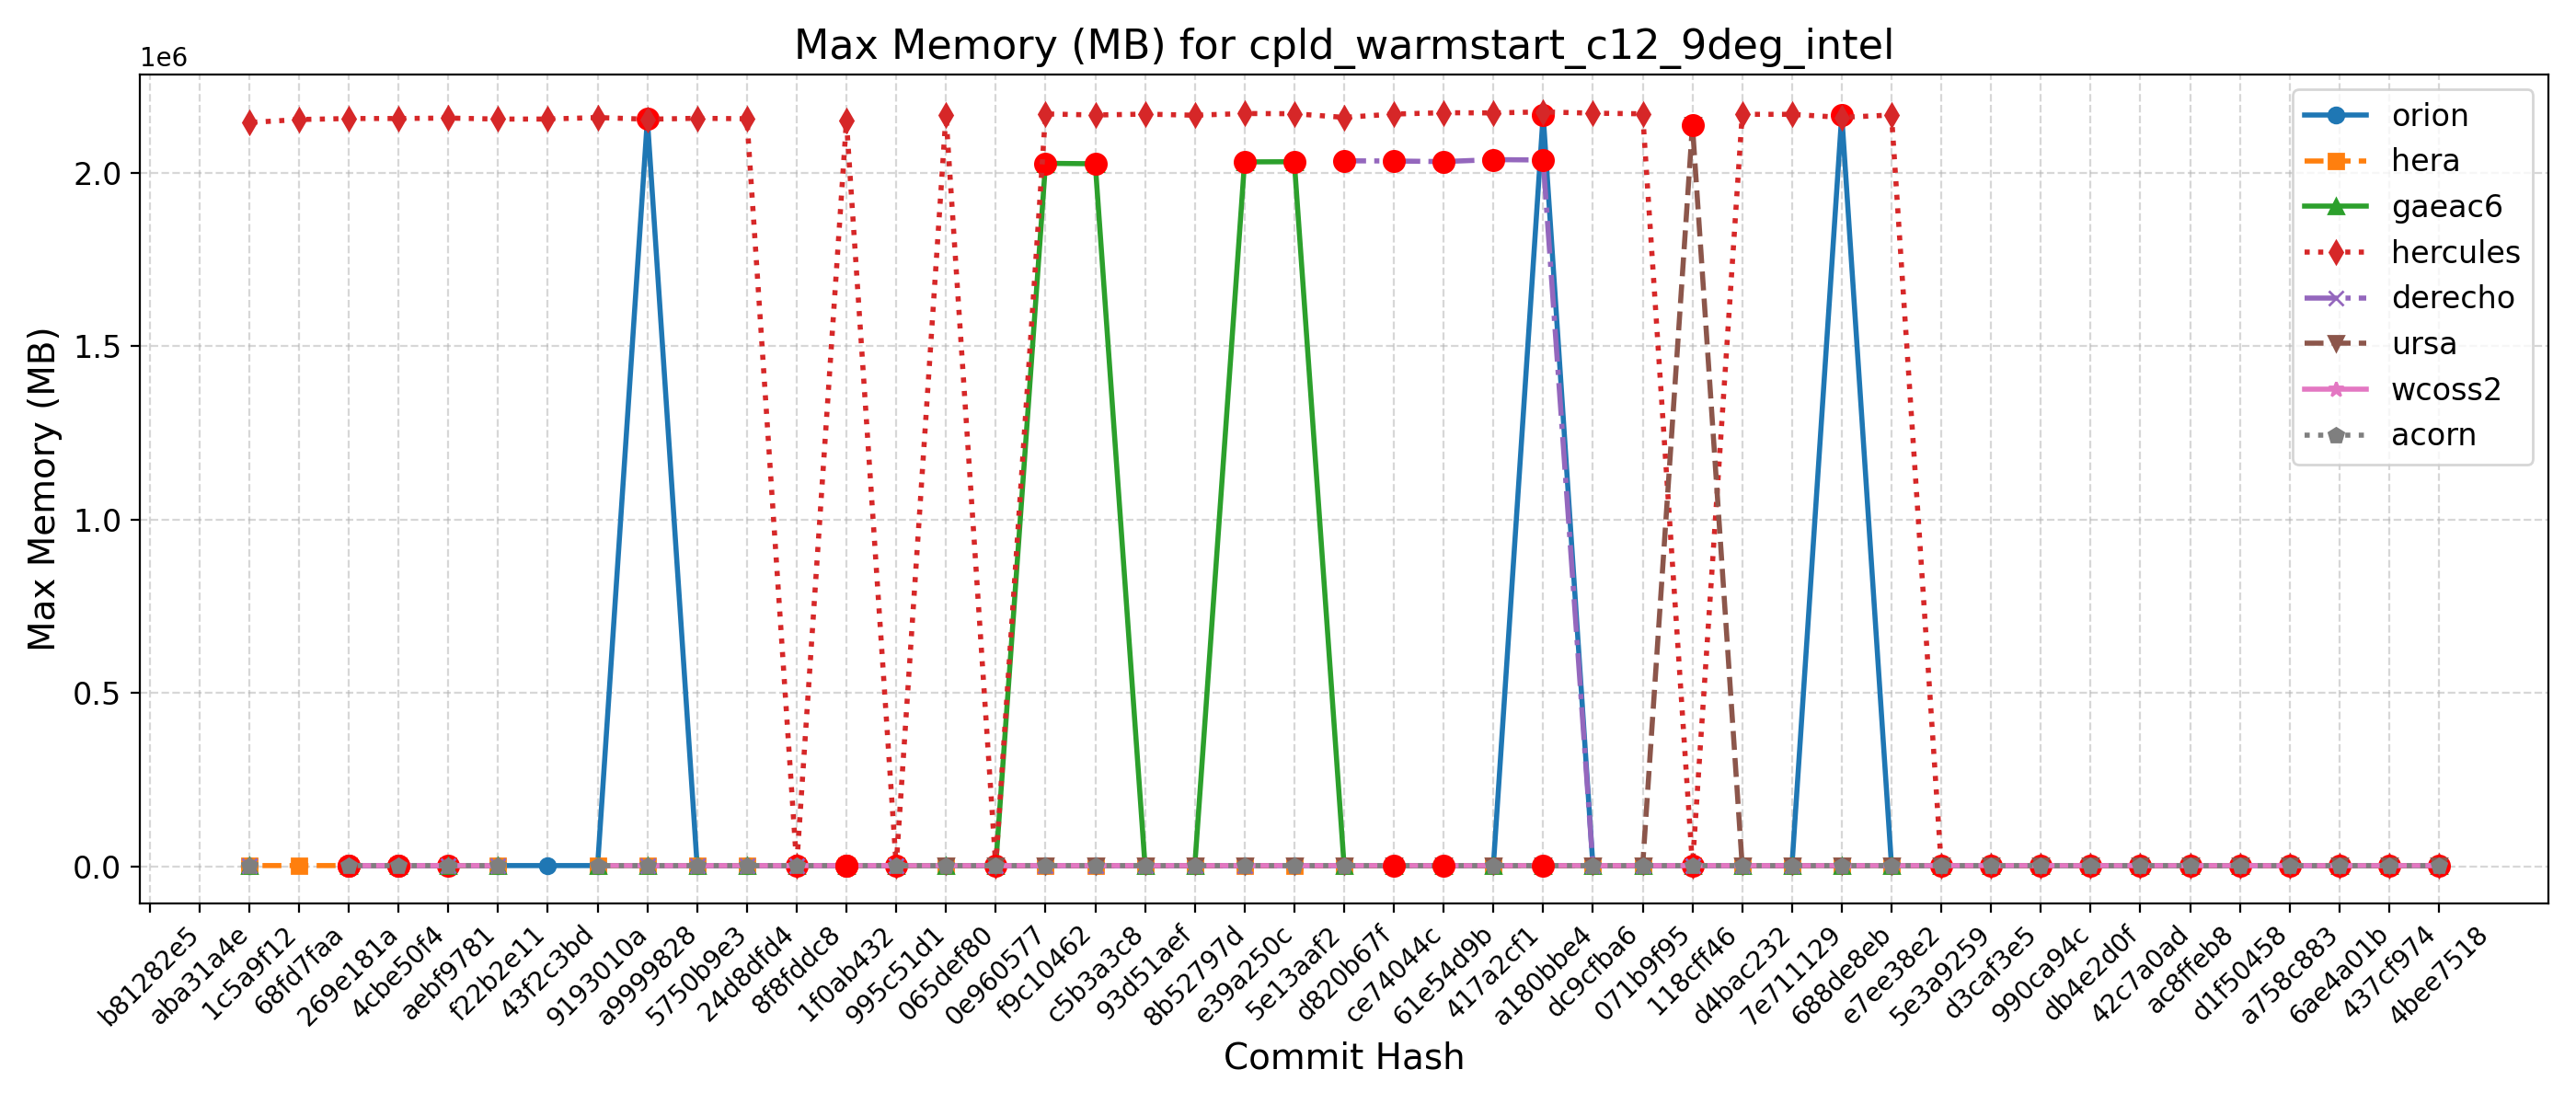 Max Memory (MB) for cpld_warmstart_c12_9deg_intel
1e6
2.0
1.5
1.0
0.5
0.0
Max Memory (MB)
orion
hera
gaeac6
hercules
derecho
ursa
wcoss2
acorn
b81282e5
aba31a4e
1c5a9f12
68fd7faa
269e181a
4cbe50f4
aebf9781
f22b2e11
43f2c3bd
9193010a
a9999828
5750b9e3
24d8dfd4
8f8fddc8
1f0ab432
995c51d1
065def80
0e960577
f9c10462
c5b3a3c8
93d51aef
8b52797d
e39a250c
5e13aaf2
d820b67f
ce74044c
61e54d9b
417a2cf1
a180bbe4
dc9cfba6
071b9f95
118cff46
d4bac232
7e711129
688de8eb
e7ee38e2
5e3a9259
d3caf3e5
990ca94c
db4e2d0f
42c7a0ad
ac8ffeb8
d1f50458
a758c883
6ae4a01b
437cf974
4bee7518
Commit Hash